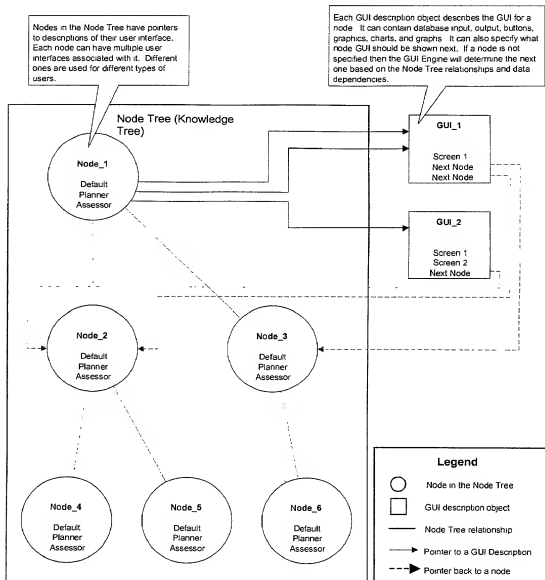 Nodes in the Node Tree have pointers
to descriptions of their user interface.
Each node can have multiple user
interfaces associated with it. Different
ones are used for different types of
users.
Each GUI description object describes the GUI for a
node It can contain database input, output, buttons,
graphics, charts, and graphs It can also specify what
node GUI should be shown next. If a node is not
specified then the GUI Engine will determine the next
one based on the Node Tree relationships and data
dependencies.
Node Tree (Knowledge
Tree)
Node_1
Default
Planner
Assessor
GUI_1
Screen 1
Next Node
Next Node
GUI_2
Screen 1
Screen 2
Next Node
Node_2
Default
Planner
Assessor
Node_3
Default
Planner
Assessor
Node_4
Default
Planner
Assessor
Node_5
Default
Planner
Assessor
Node_6
Default
Planner
Assessor
Legend
Node in the Node Tree
GUI description object
Node Tree relationship
Pointer to a GUI Description
Pointer back to a node